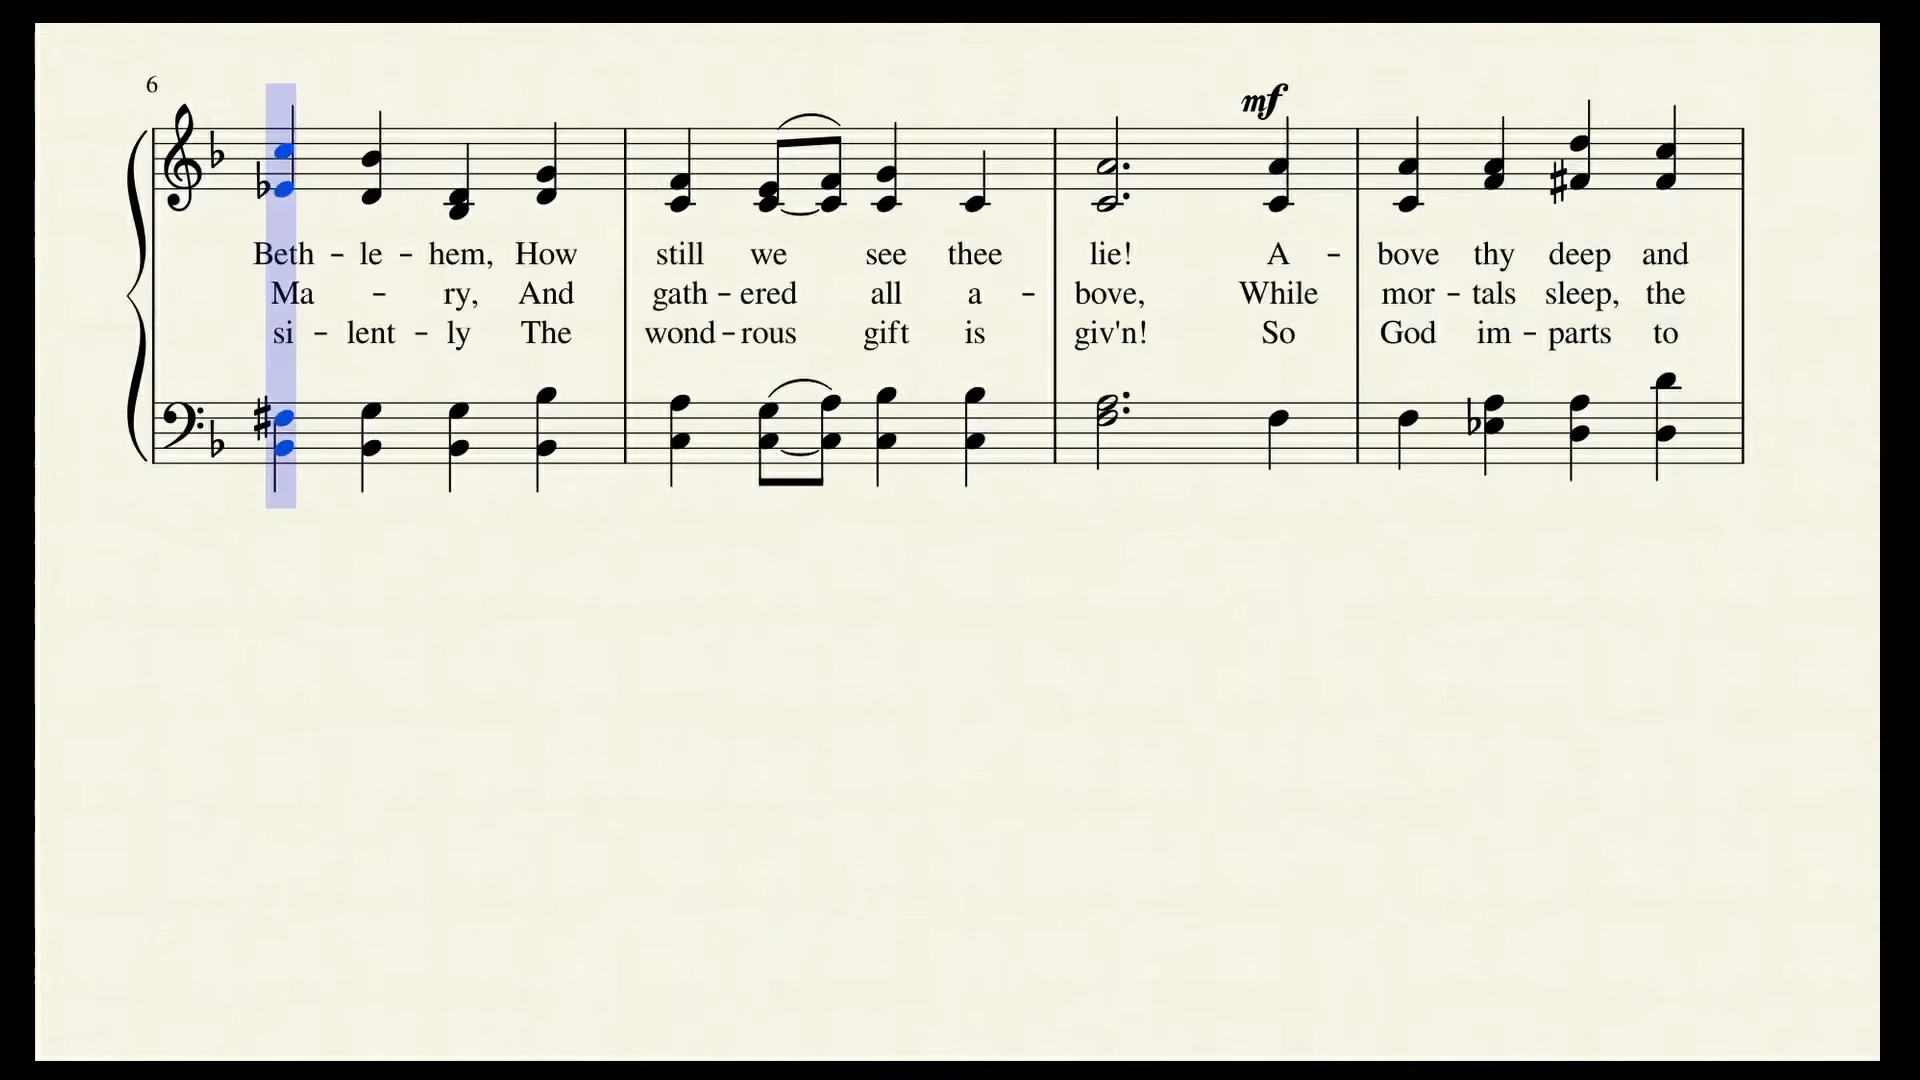 6
mf
Beth - le - hem, How still we see thee lie! A - bove thy deep and
Ma - ry, And gath - ered all a - bove, While mor - tals sleep, the
si - lent - ly The wond - rous gift is giv'n! So God im - parts to